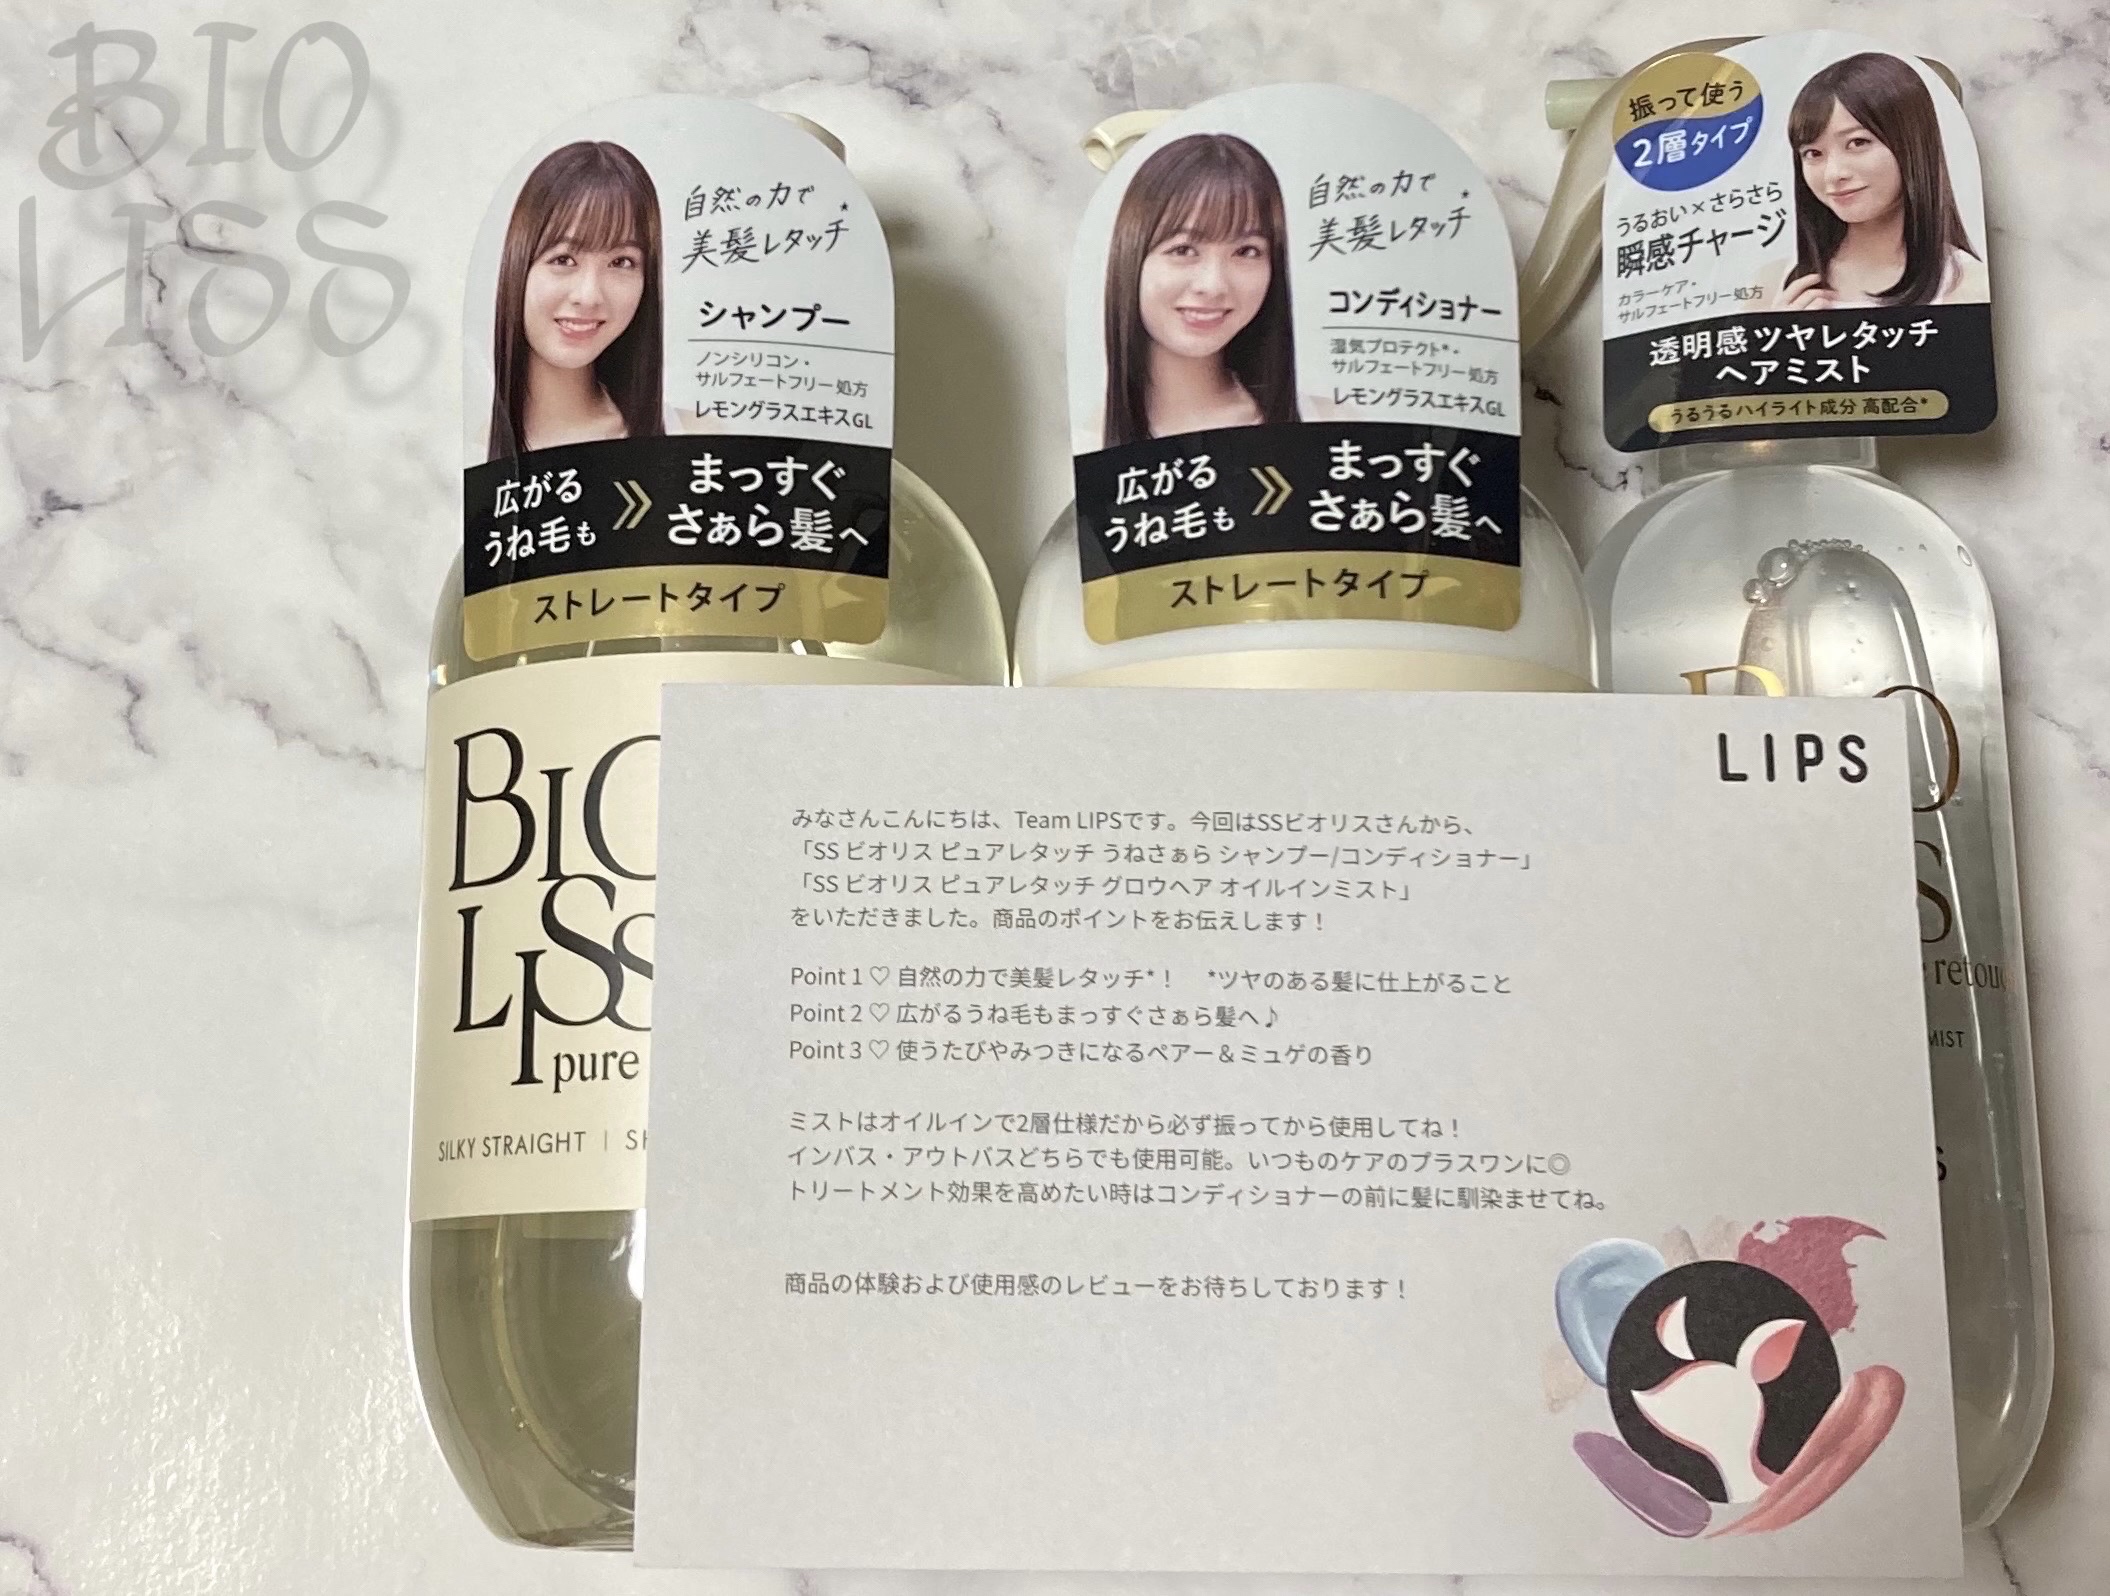 BIO
LISS
自然の力で
美髪レタッチ*
シャンプー
ノンシリコン・
サルフェートフリー処方
レモングラスエキスGL
広がる
うね毛も
まっすぐ
さぁら髪へ
ストレートタイプ
BIO
LISS
pure
SILKY STRAIGHT | SH
自然の力で
美髪レタッチ*
コンディショナー
湿気プロテクト*・
サルフェートフリー処方
レモングラスエキスGL
広がる
うね毛も
まっすぐ
さぁら髪へ
ストレートタイプ
振って使う
2層タイプ
うるおい×さらさら
瞬感チャージ
カラーケア・
サルフェートフリー処方
透明感ツヤレタッチ
ヘアミスト
うるうるハイライト成分 高配合*
retou
MIST
LIPS
みなさんこんにちは、Team LIPSです。今回はSSビオリスさんから、
「SS ビオリス ピュアレタッチ うねさぁら シャンプー/コンディショナー」
「SS ビオリス ピュアレタッチ グロウヘア オイルインミスト」
をいただきました。商品のポイントをお伝えします！
Point 1 ♡ 自然の力で美髪レタッチ*！ *ツヤのある髪に仕上がること
Point 2 ♡ 広がるうね毛もまっすぐさぁら髪へ♪
Point 3 ♡ 使うたびやみつきになるペアー＆ミュゲの香り
ミストはオイルインで2層仕様だから必ず振ってから使用してね！
インバス・アウトバスどちらでも使用可能。いつものケアのプラスワンに◎
トリートメント効果を高めたい時はコンディショナーの前に髪に馴染ませてね。
商品の体験および使用感のレビューをお待ちしております！